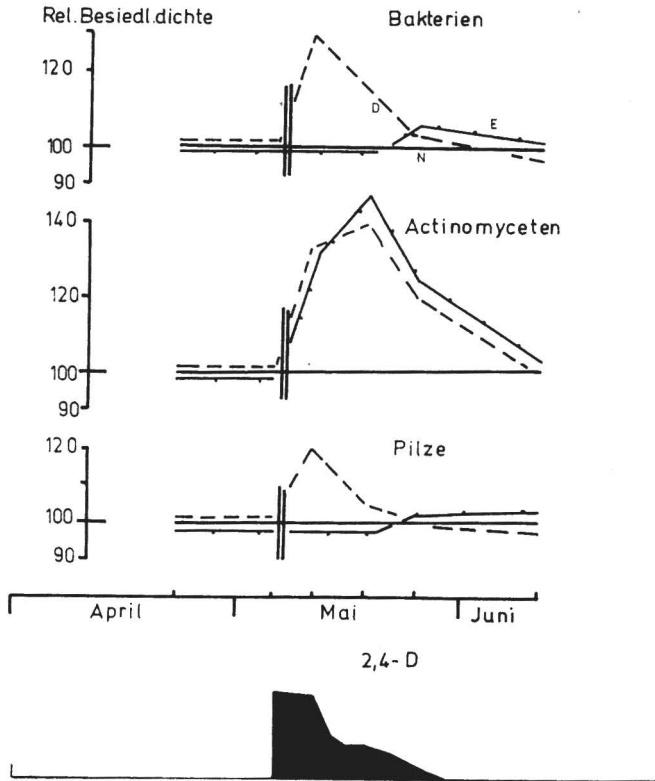 Rel. Besiedl.dichte
Bakterien
120
100
90
D
E
N
140
Actinomyceten
120
100
90
120
Pilze
100
90
April Mai Juni
2,4-D